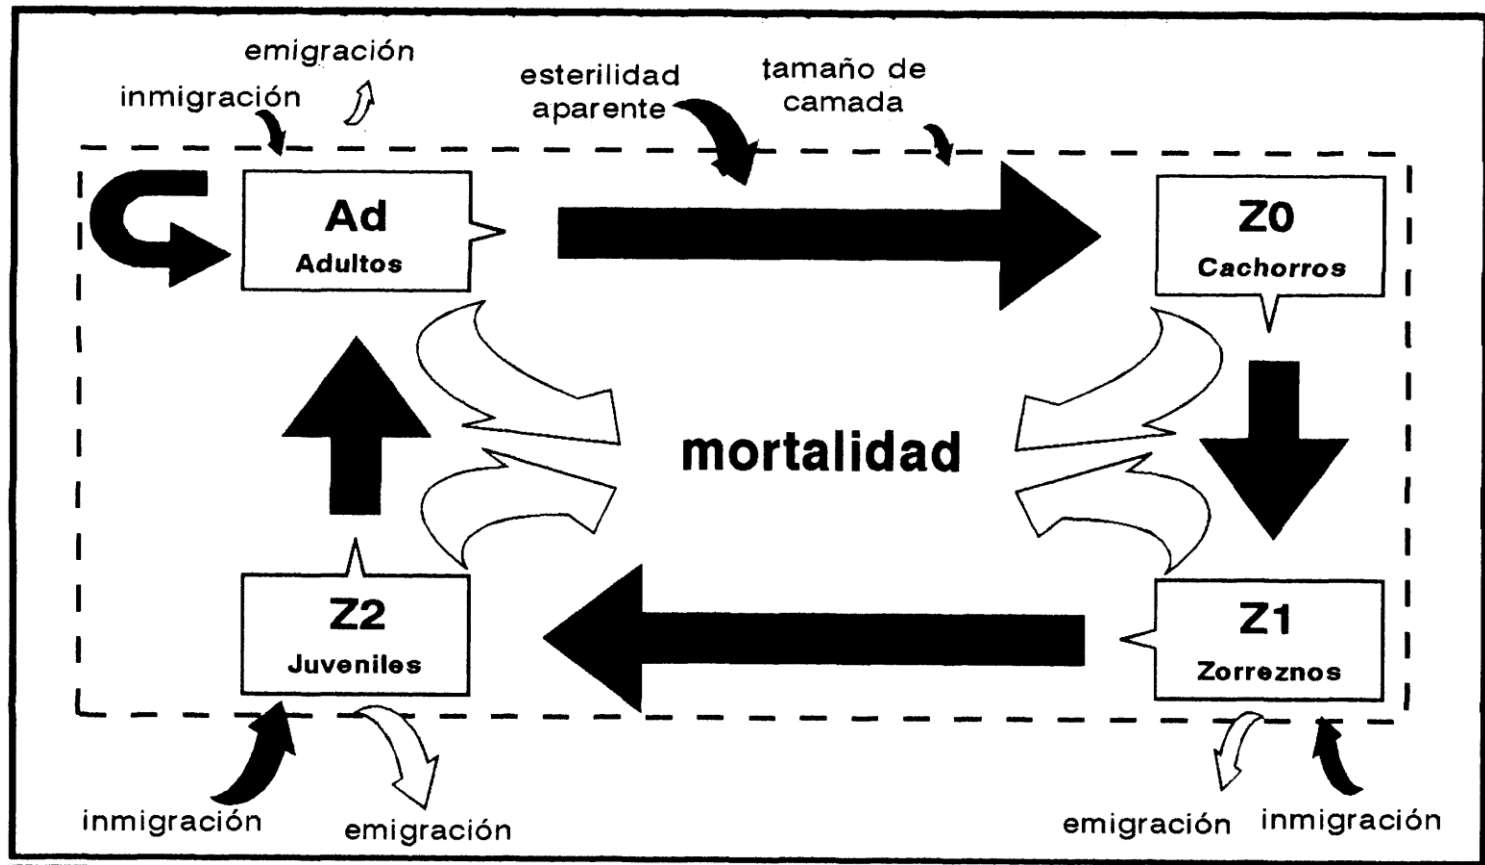 emigración
inmigración
esterilidad
aparente
tamaño de
camada
Ad
Adultos
Z0
Cachorros
mortalidad
Z2
Juveniles
Z1
Zorreznos
inmigración
emigración
emigración
inmigración